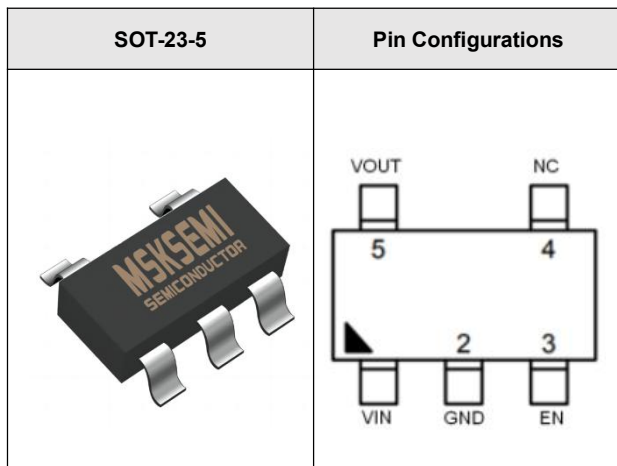 SOT-23-5
Pin Configurations
MSKSEMI
SEMICONDUCTOR
VOUT NC
5 4
2 3
VIN GND EN